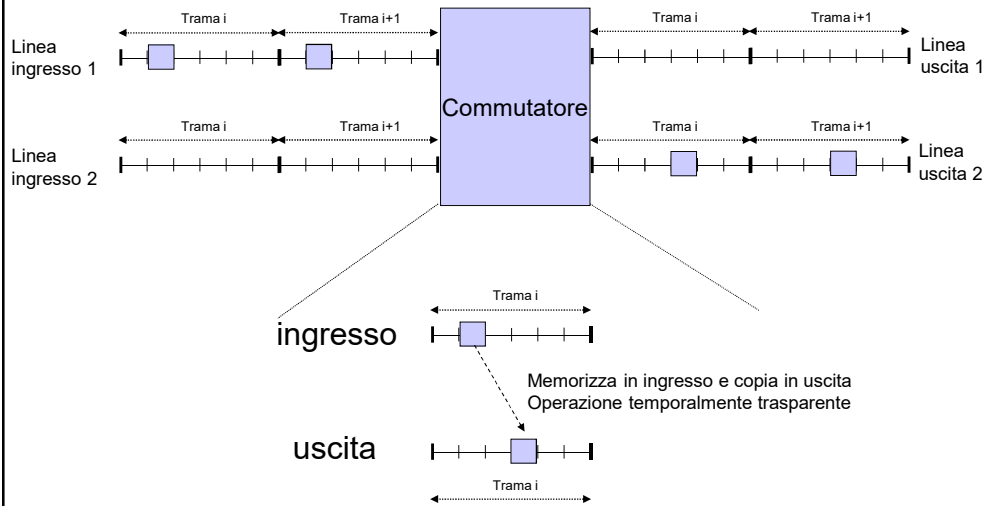 Trama i
Trama i+1
Trama i
Trama i+1
Linea
ingresso 1
Linea
uscita 1
Commutatore
Trama i
Trama i+1
Trama i
Trama i+1
Linea
ingresso 2
Linea
uscita 2
Trama i
ingresso
Memorizza in ingresso e copia in uscita
Operazione temporalmente trasparente
uscita
Trama i